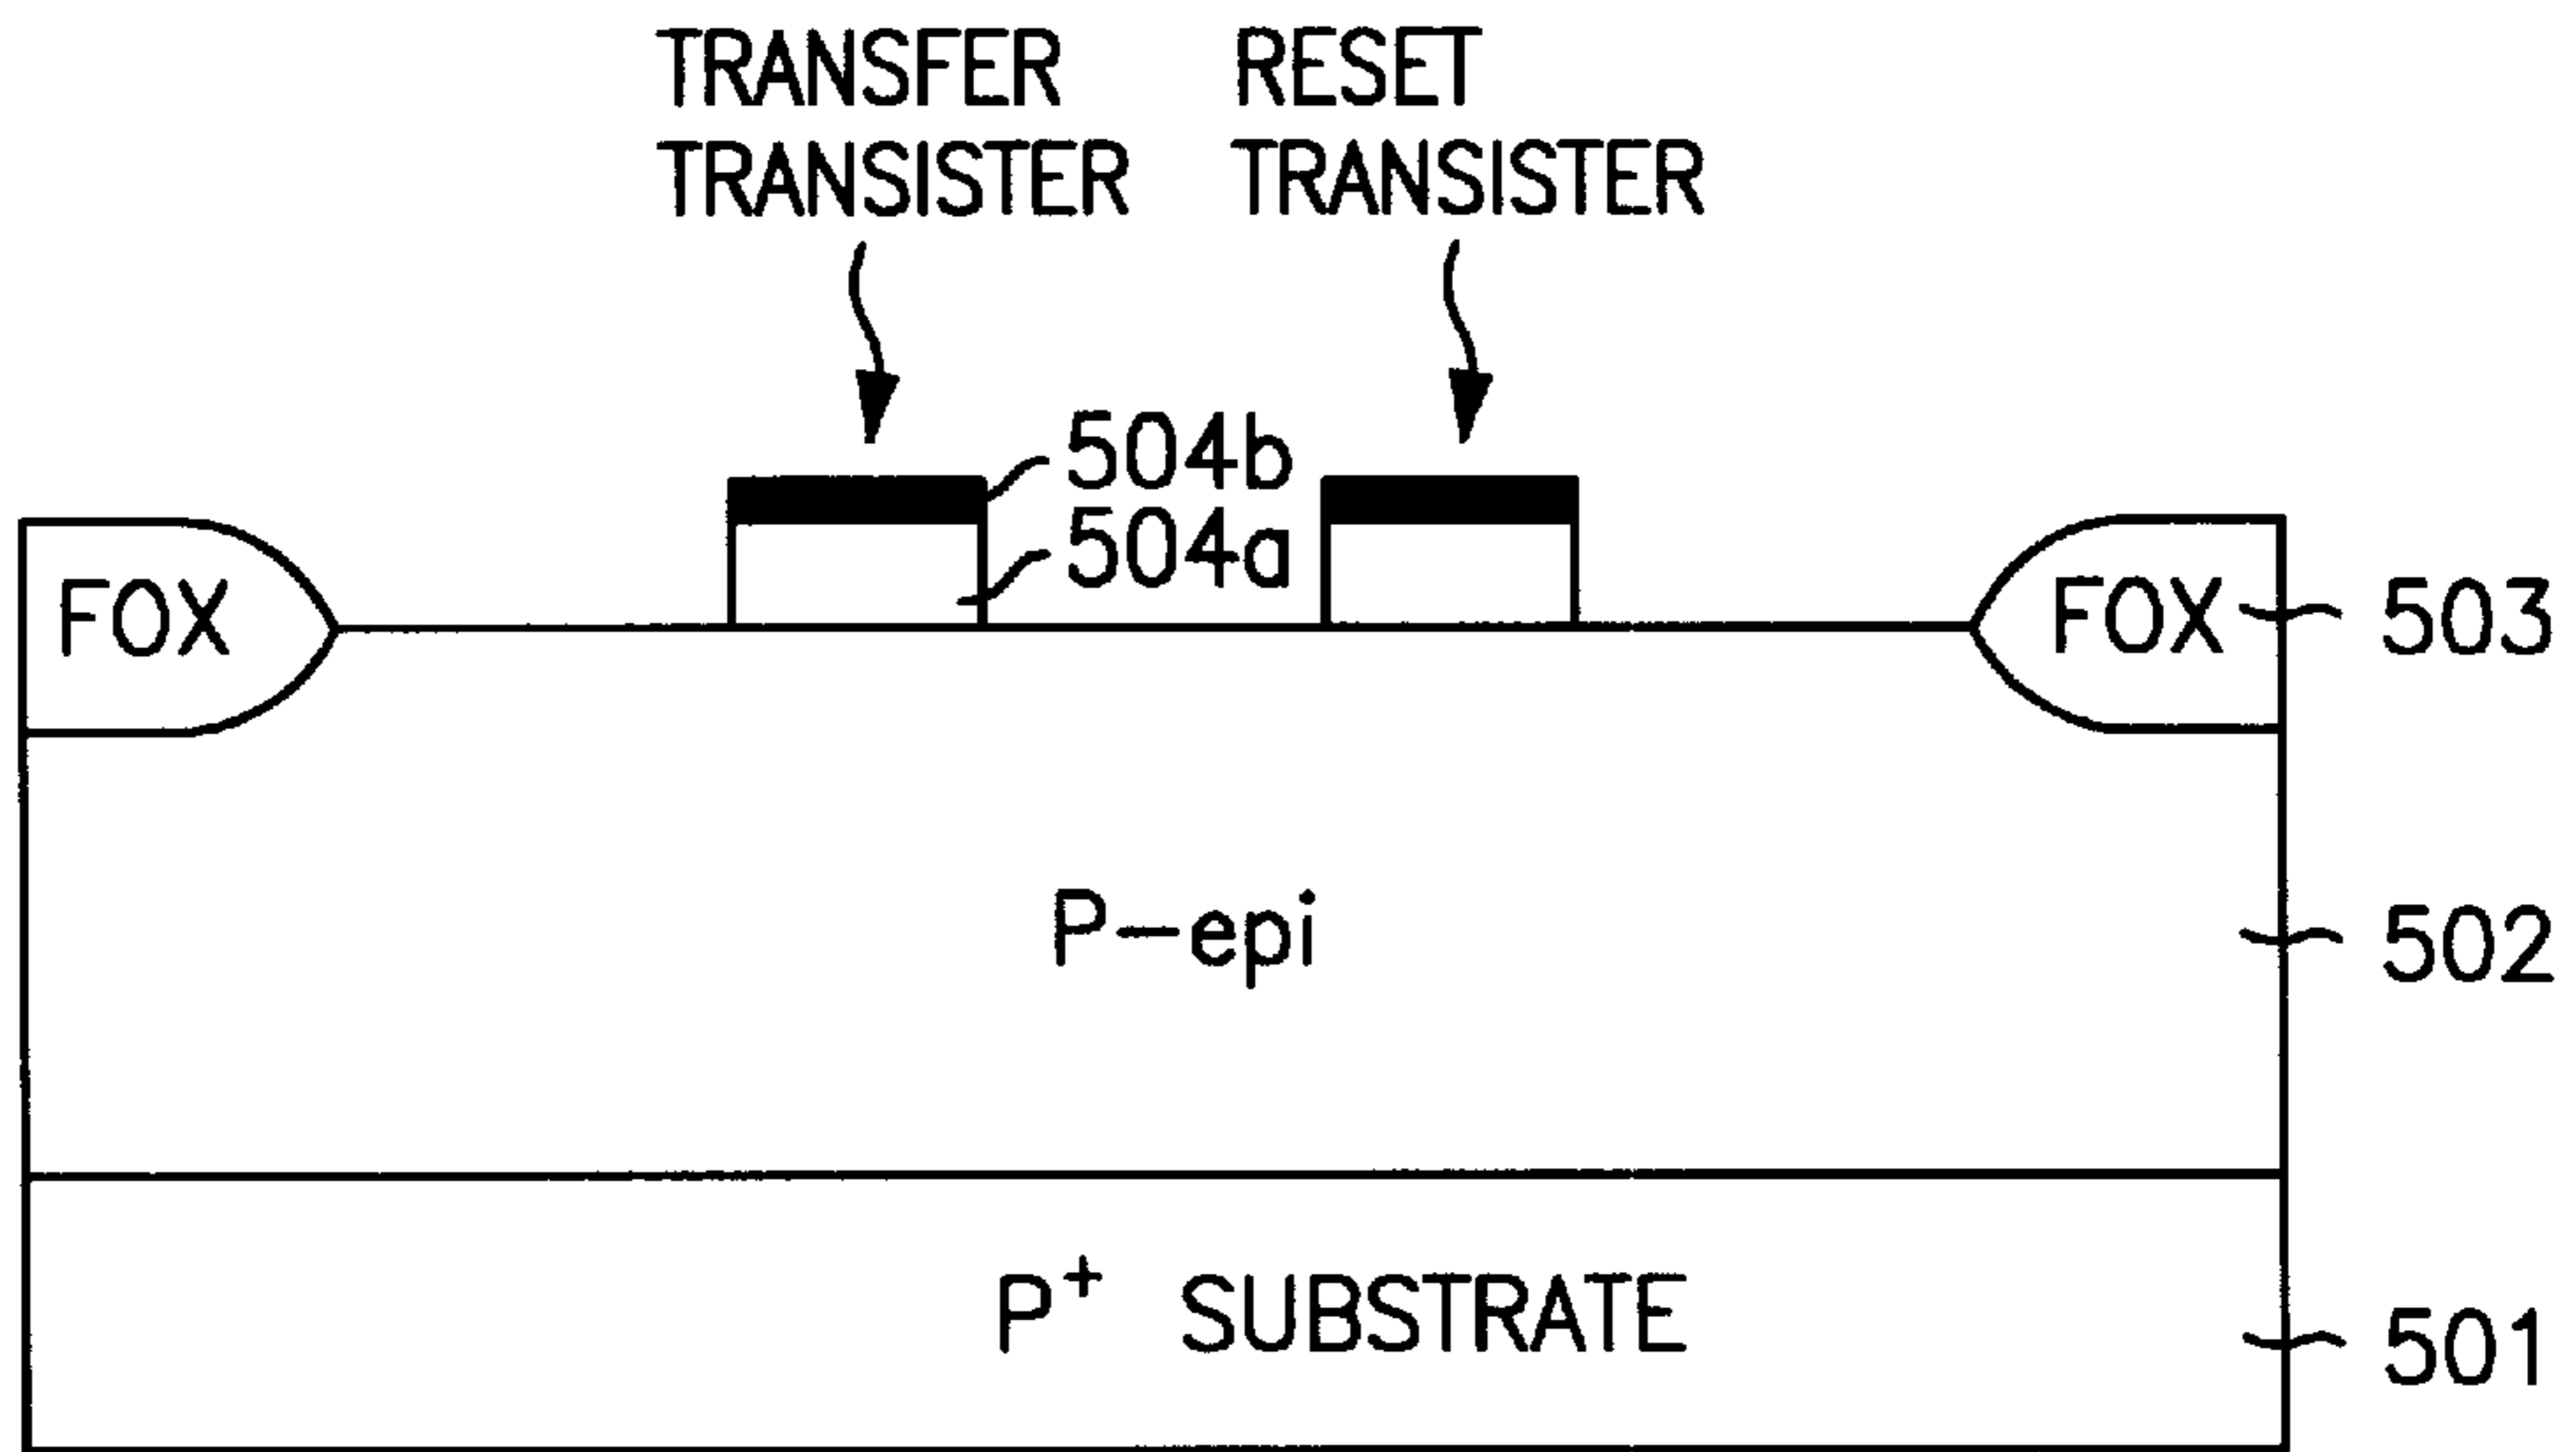 TRANSFER
TRANSISTER
RESET
TRANSISTER
504b
504a
FOX
FOX
503
P-epi
502
P+ SUBSTRATE
501